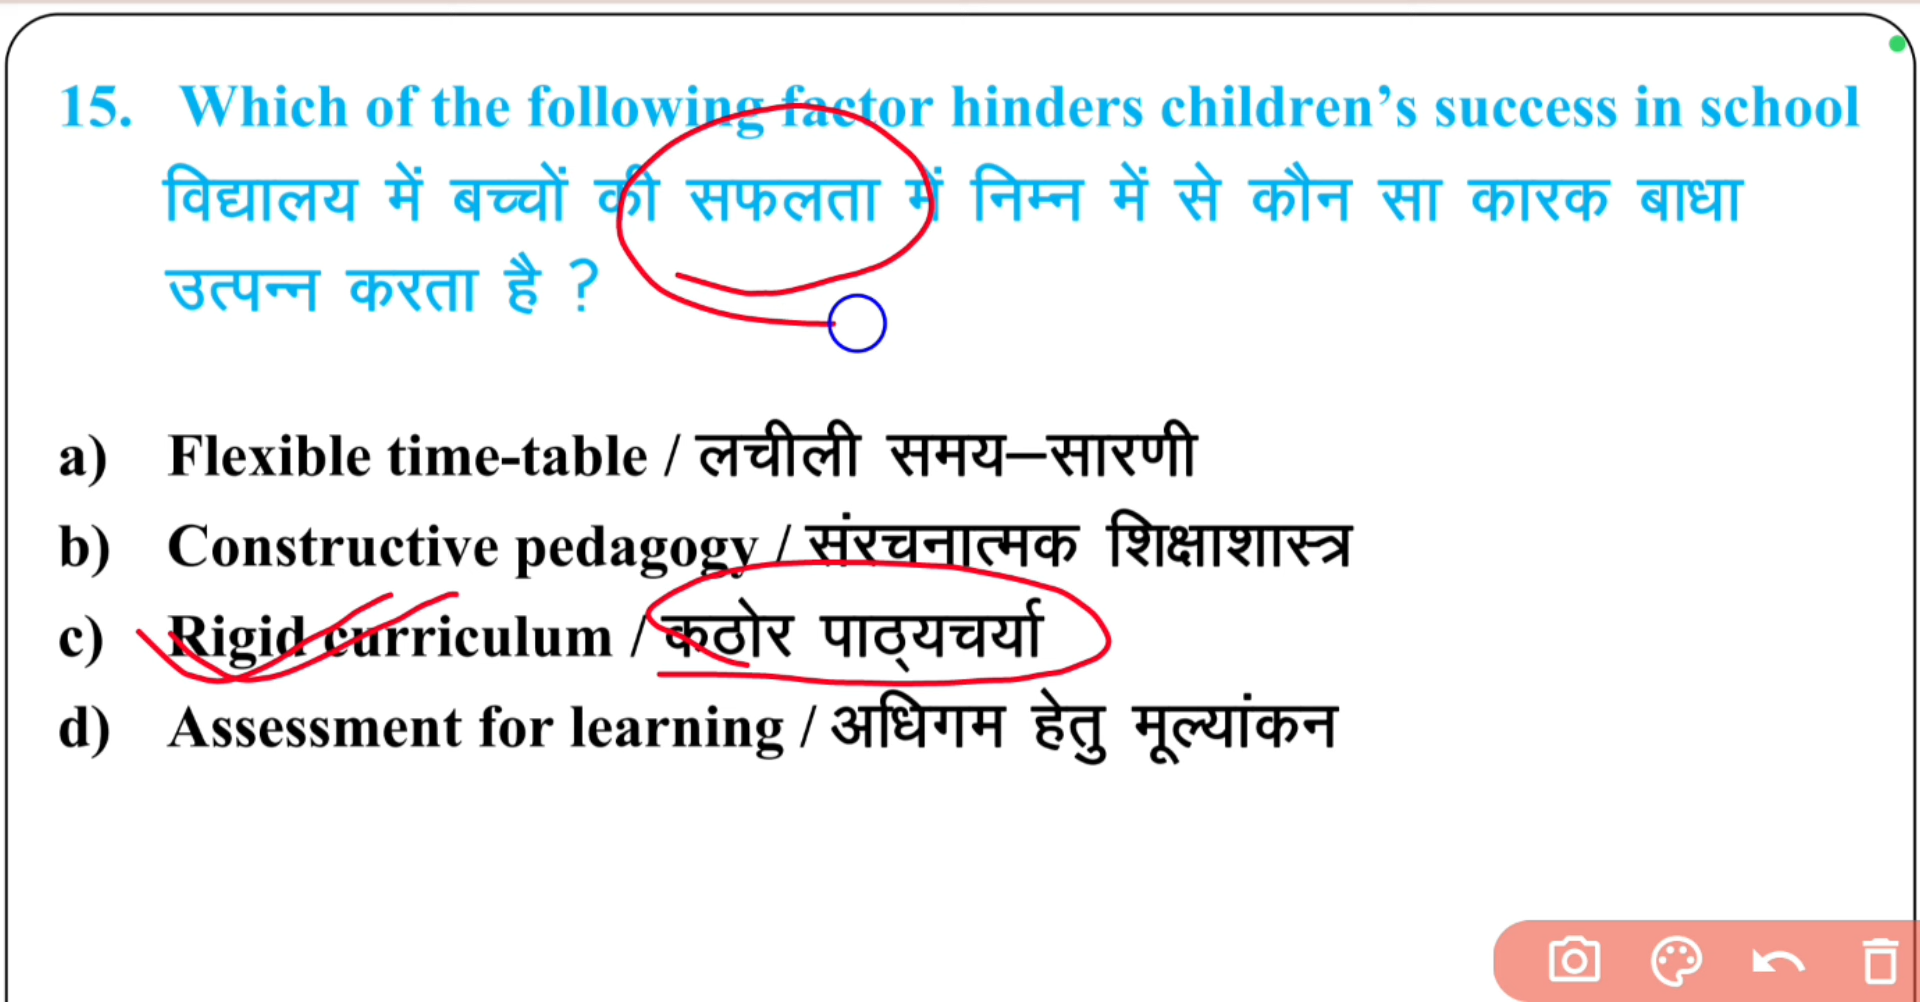 15. Which of the following factor hinders children’s success in school
विद्यालय में बच्चों की सफलता में निम्न में से कौन सा कारक बाधा
उत्पन्न करता है ?
a) Flexible time-table / लचीली समय–सारणी
b) Constructive pedagogy / संरचनात्मक शिक्षाशास्त्र
c) Rigid curriculum / कठोर पाठ्यचर्या
d) Assessment for learning / अधिगम हेतु मूल्यांकन